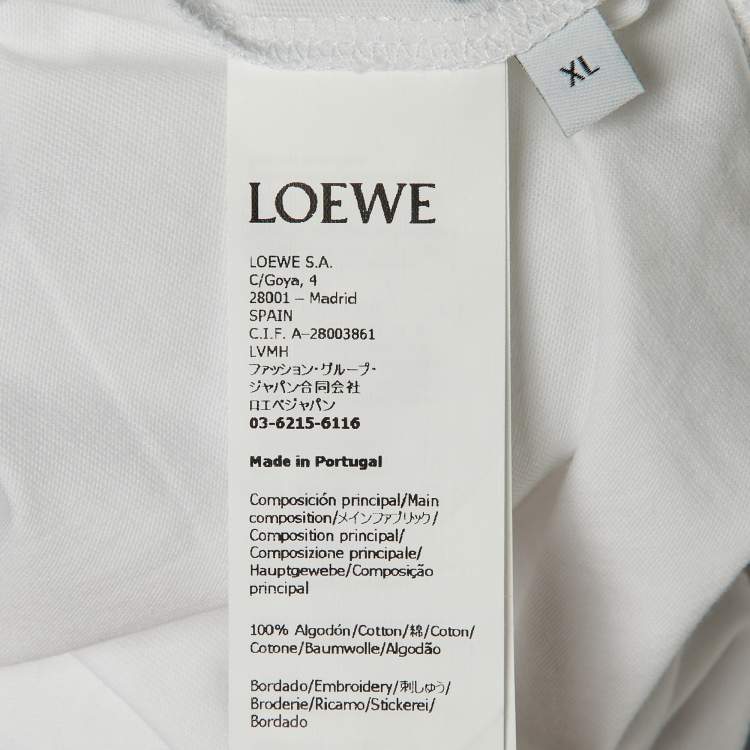 XL
LOEWE
LOEWE S.A.
C/Goya, 4
28001 – Madrid
SPAIN
C.I.F. A-28003861
LVMH
ファッション・グループ・
ジャパン合同会社
ロエベジャパン
03-6215-6116
Made in Portugal
Composición principal/Main
composition/メインファブリック/
Composition principal/
Composizione principale/
Hauptgewebe/Composição
principal
100% Algodón/Cotton/綿/Coton/
Cotone/Baumwolle/Algodão
Bordado/Embroidery/刺しゅう/
Broderie/Ricamo/Stickerei/
Bordado